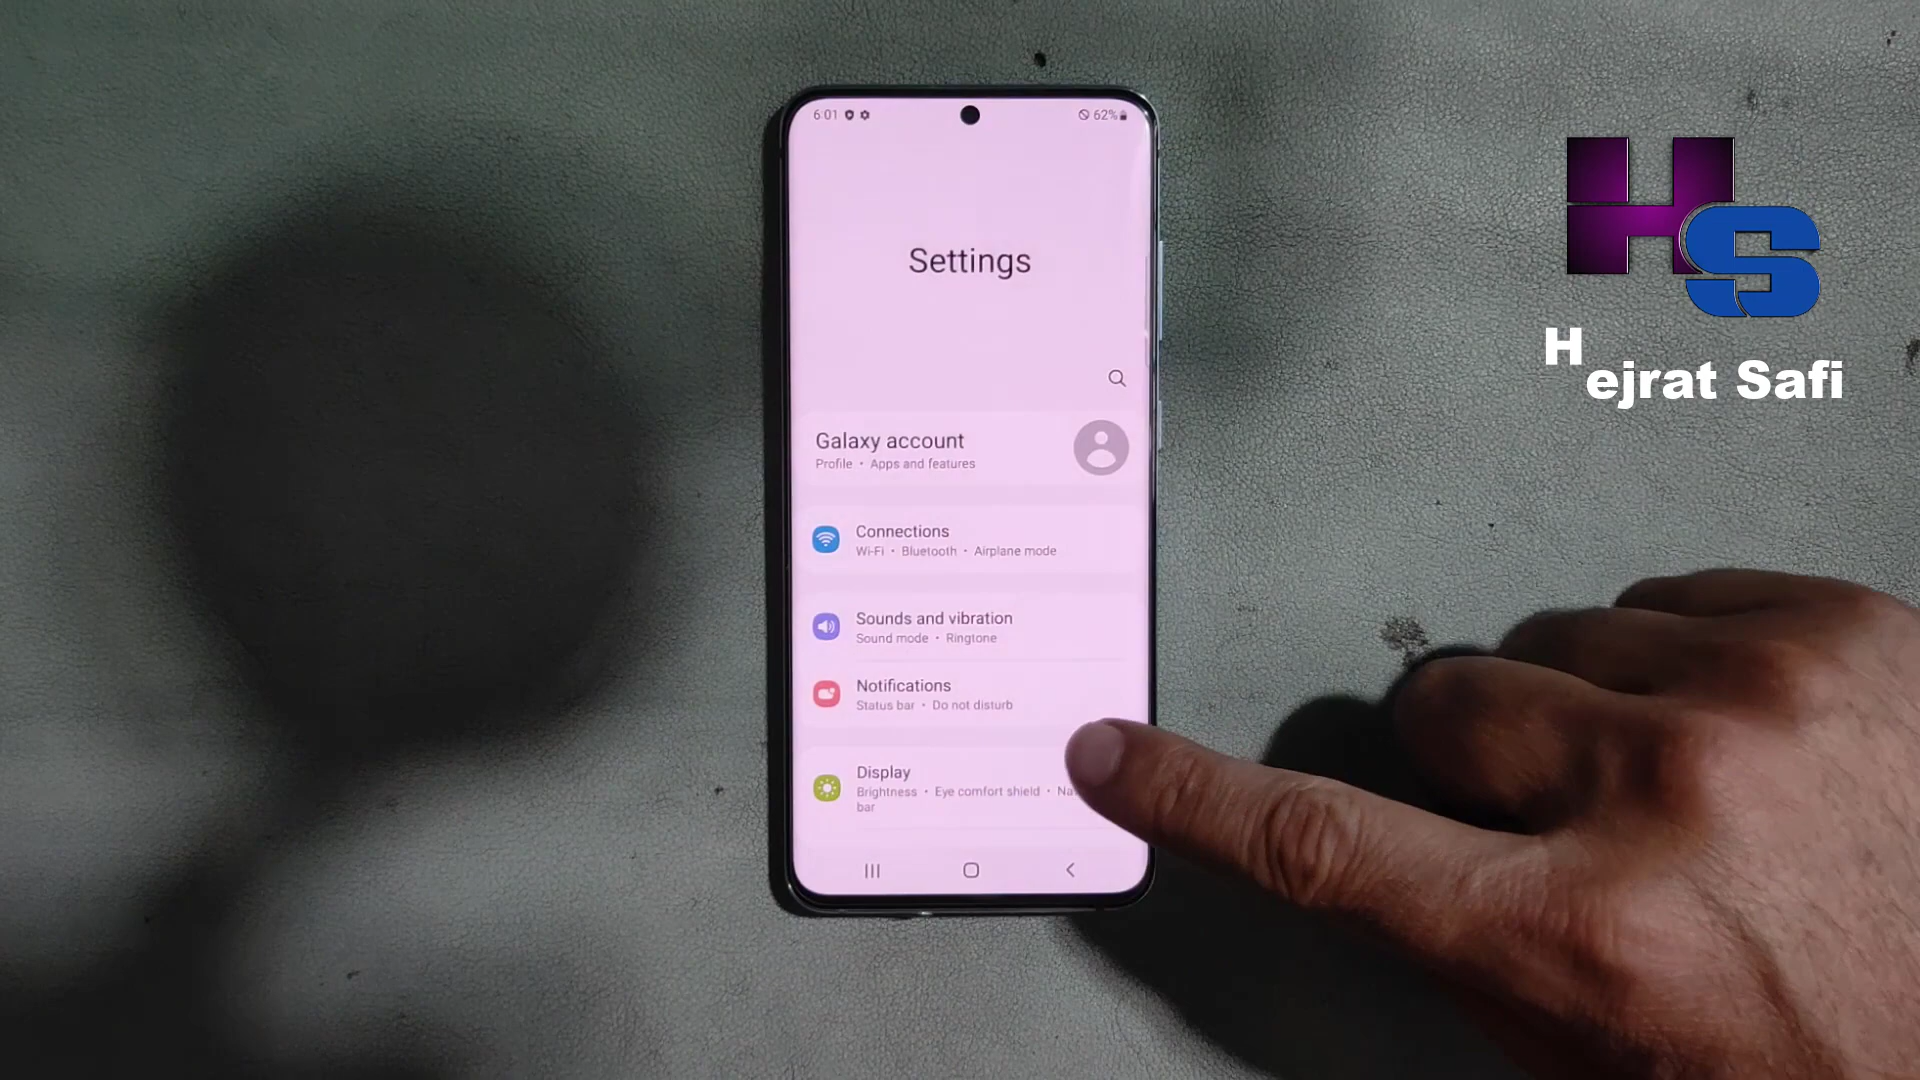 6:01
62%
Settings
Galaxy account
Profile • Apps and features
Connections
Wi-Fi • Bluetooth • Airplane mode
Sounds and vibration
Sound mode • Ringtone
Notifications
Status bar • Do not disturb
Display
Brightness • Eye comfort shield •
bar
HS
Hejrat Safi